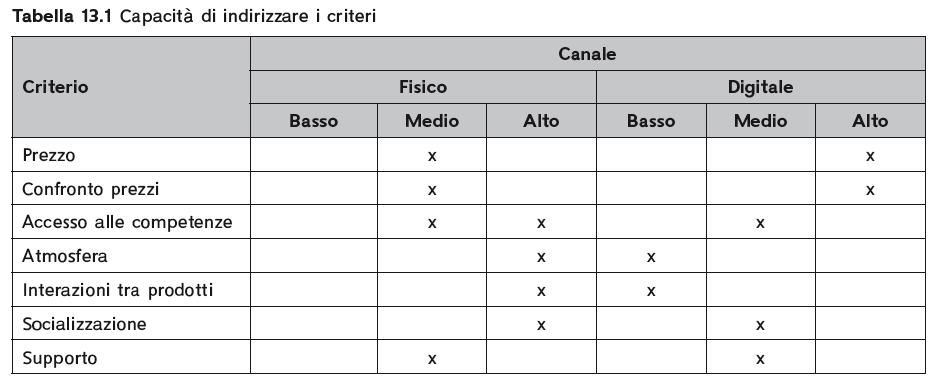 Tabella 13.1 Capacità di indirizzare i criteri
Criterio Canale
Fisico Digitale
Basso Medio Alto Basso Medio Alto
Prezzo x x
Confronto prezzi x x
Accesso alle competenze x x x
Atmosfera x x
Interazioni tra prodotti x x
Socializzazione x x
Supporto x x